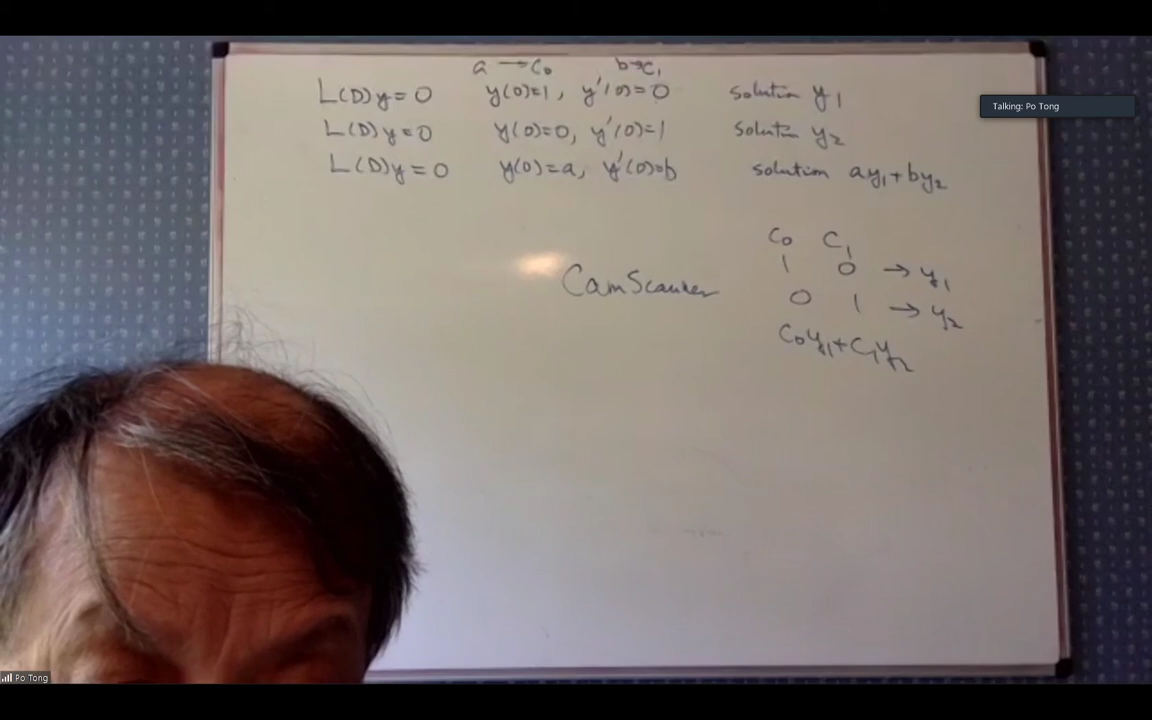 a → C₀ b → C₁
L(D)y = 0 y(0)=1, y'(0)=0 solution y₁
L(D)y = 0 y(0)=0, y'(0)=1 solution y₂
L(D)y = 0 y(0)=a, y'(0)=b solution ay₁+by₂
Talking: Po Tong
C₀ C₁
1 0 → y₁
CamScanner
0 1 → y₂
C₀y₁+C₁y₂
Po Tong